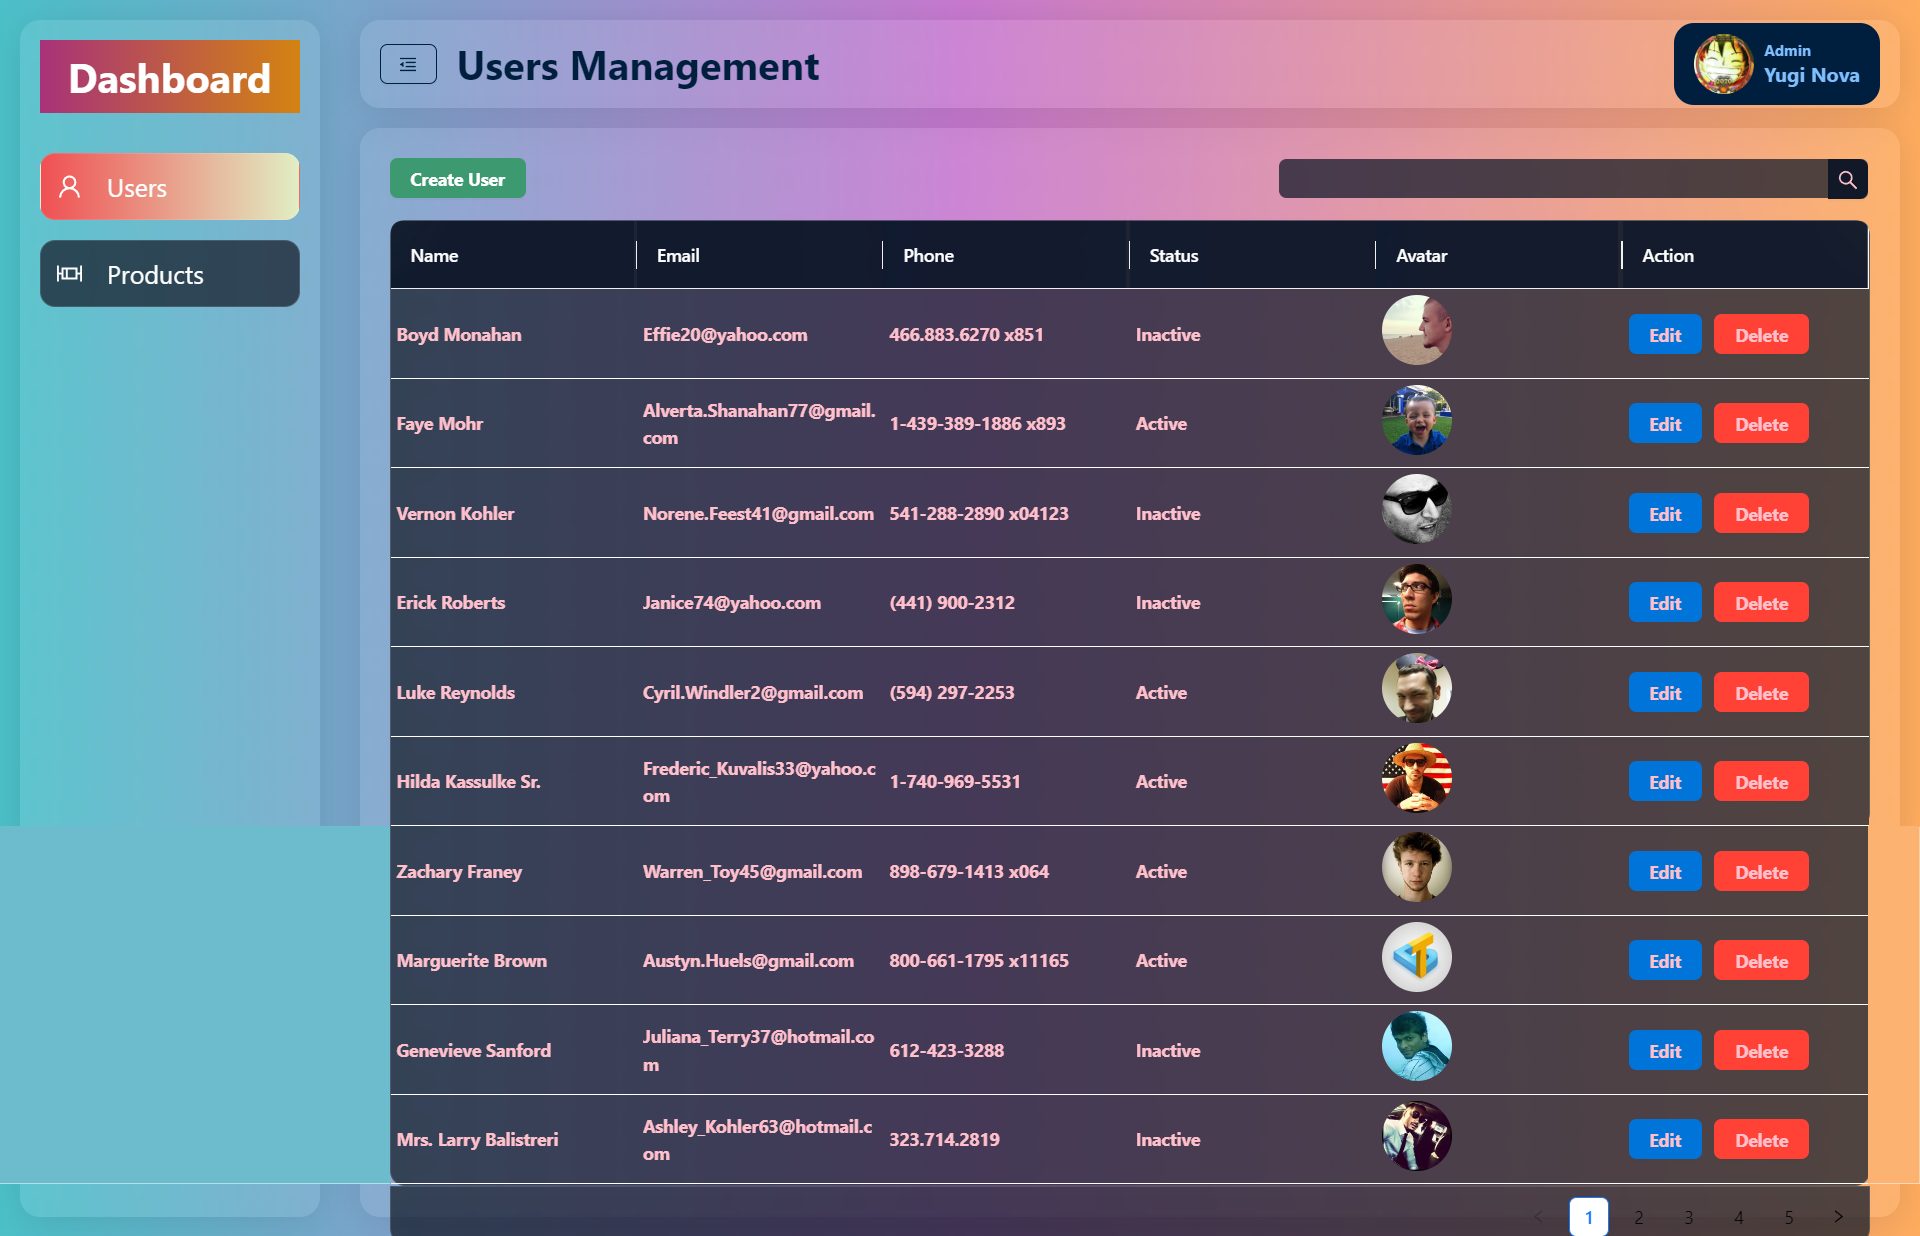 Dashboard
Users
Products
Users Management
Admin
Yugi Nova
Create User
Name Email Phone Status Avatar Action
Boyd Monahan Effie20@yahoo.com 466.883.6270 x851 Inactive Edit Delete
Faye Mohr Alverta.Shanahan77@gmail. 1-439-389-1886 x893 Active Edit Delete
com
Vernon Kohler Norene.Feest41@gmail.com 541-288-2890 x04123 Inactive Edit Delete
Erick Roberts Janice74@yahoo.com (441) 900-2312 Inactive Edit Delete
Luke Reynolds Cyril.Windler2@gmail.com (594) 297-2253 Active Edit Delete
Hilda Kassulke Sr. Frederic_Kuvalis33@yahoo.c 1-740-969-5531 Active Edit Delete
om
Zachary Franey Warren_Toy45@gmail.com 898-679-1413 x064 Active Edit Delete
Marguerite Brown Austyn.Huels@gmail.com 800-661-1795 x11165 Active Edit Delete
Genevieve Sanford Juliana_Terry37@hotmail.co 612-423-3288 Inactive Edit Delete
m
Mrs. Larry Balistreri Ashley_Kohler63@hotmail.c 323.714.2819 Inactive Edit Delete
om
1 2 3 4 5